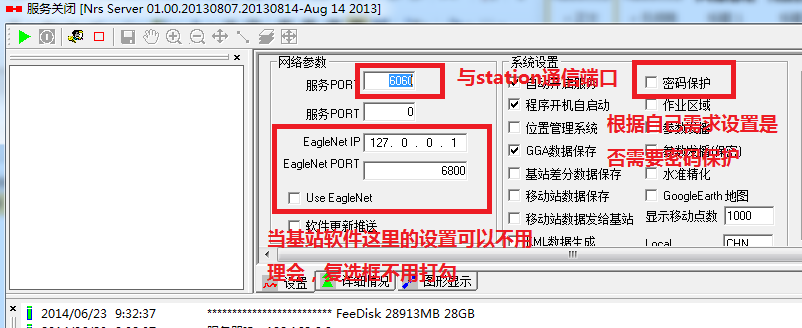 服务关闭 [Nrs Server 01.00.20130807.20130814-Aug 14 2013]
网络参数
服务PORT 6060
与station通信端口
服务PORT 0
EagleNet IP 127. 0 . 0 . 1
EagleNet PORT 6800
Use EagleNet
软件更新推送
当基站软件这里的设置可以不用
理会，复选框不用打勾
系统设置
自动开启服务 密码保护
程序开机自启动 作业区域
位置管理系统
根据自己需求设置是
否需要密码保护
GGA数据保存
基站差分数据保存 水准精化
移动站数据保存 GoogleEarth 地图
移动站数据发给基站 显示移动点数 1000
数据生成 Local CHN
设置 详细情况 图形显示
2014/06/23 9:32:37 ************************ FeeDisk 28913MB 28GB